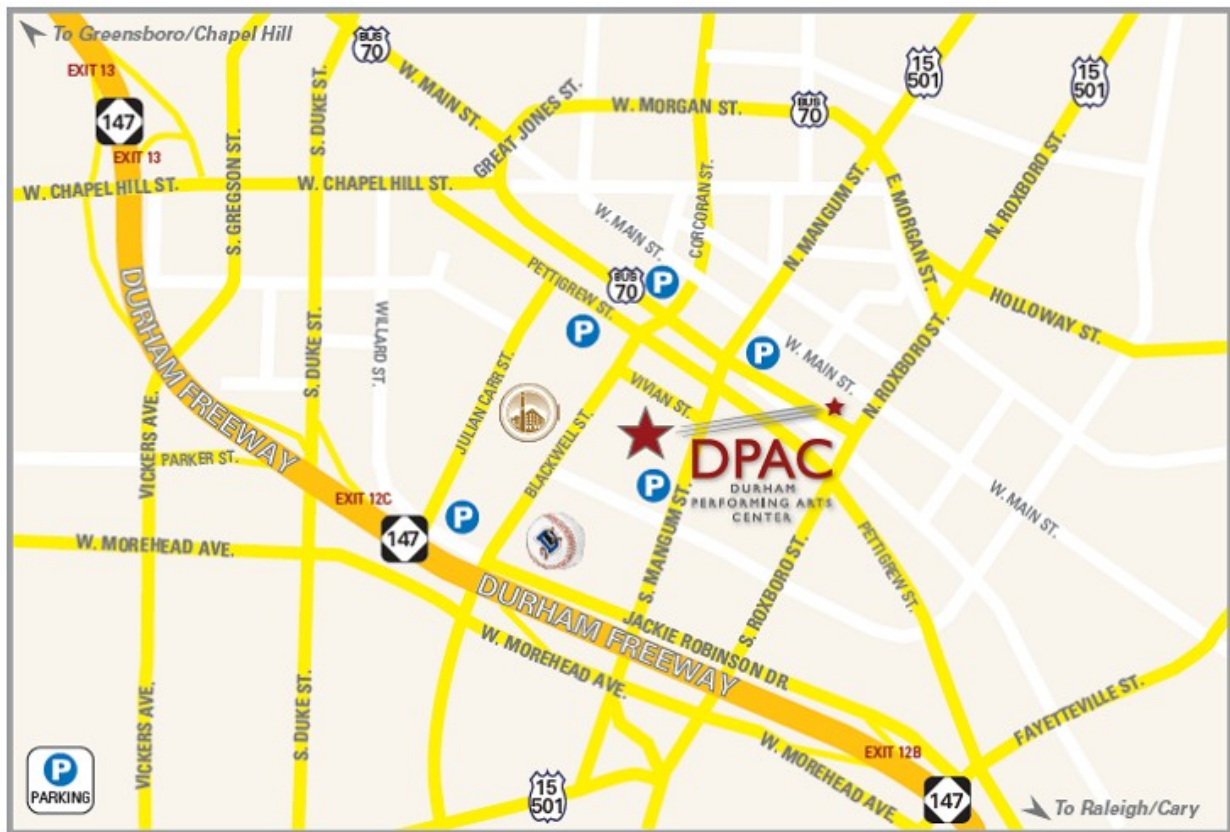 To Greensboro/Chapel Hill
EXIT 13
BUS
70
15
501
15
501
147
S. DUKE ST.
W. MAIN ST.
GREAT JONES ST.
W. MORGAN ST.
BUS
70
EXIT 13
W. CHAPEL HILL ST.
S. GREGSON ST.
W. CHAPEL HILL ST.
CORCORAN ST.
N. MANGUM ST.
E. MORGAN ST.
N. ROXBORO ST.
W. MAIN ST.
PETTIGREW ST.
BUS
70
P
HOLLOWAY ST.
DURHAM FREEWAY
S. DUKE ST.
WILLARD ST.
P
P
JULIAN CARR ST.
VIVIAN ST.
W. MAIN ST.
N. ROXBORO ST.
VICKERS AVE.
PARKER ST.
BLACKWELL ST.
DPAC
DURHAM
PERFORMING ARTS
CENTER
P
EXIT 12C
P
147
W. MAIN ST.
W. MOREHEAD AVE.
D
S. MANGUM ST.
S. ROXBORO ST.
PETTIGREW ST.
DURHAM FREEWAY
JACKIE ROBINSON DR.
W. MOREHEAD AVE.
VICKERS AVE.
S. DUKE ST.
FAYETTEVILLE ST.
W. MOREHEAD AVE.
EXIT 12B
P
PARKING
15
501
147
To Raleigh/Cary